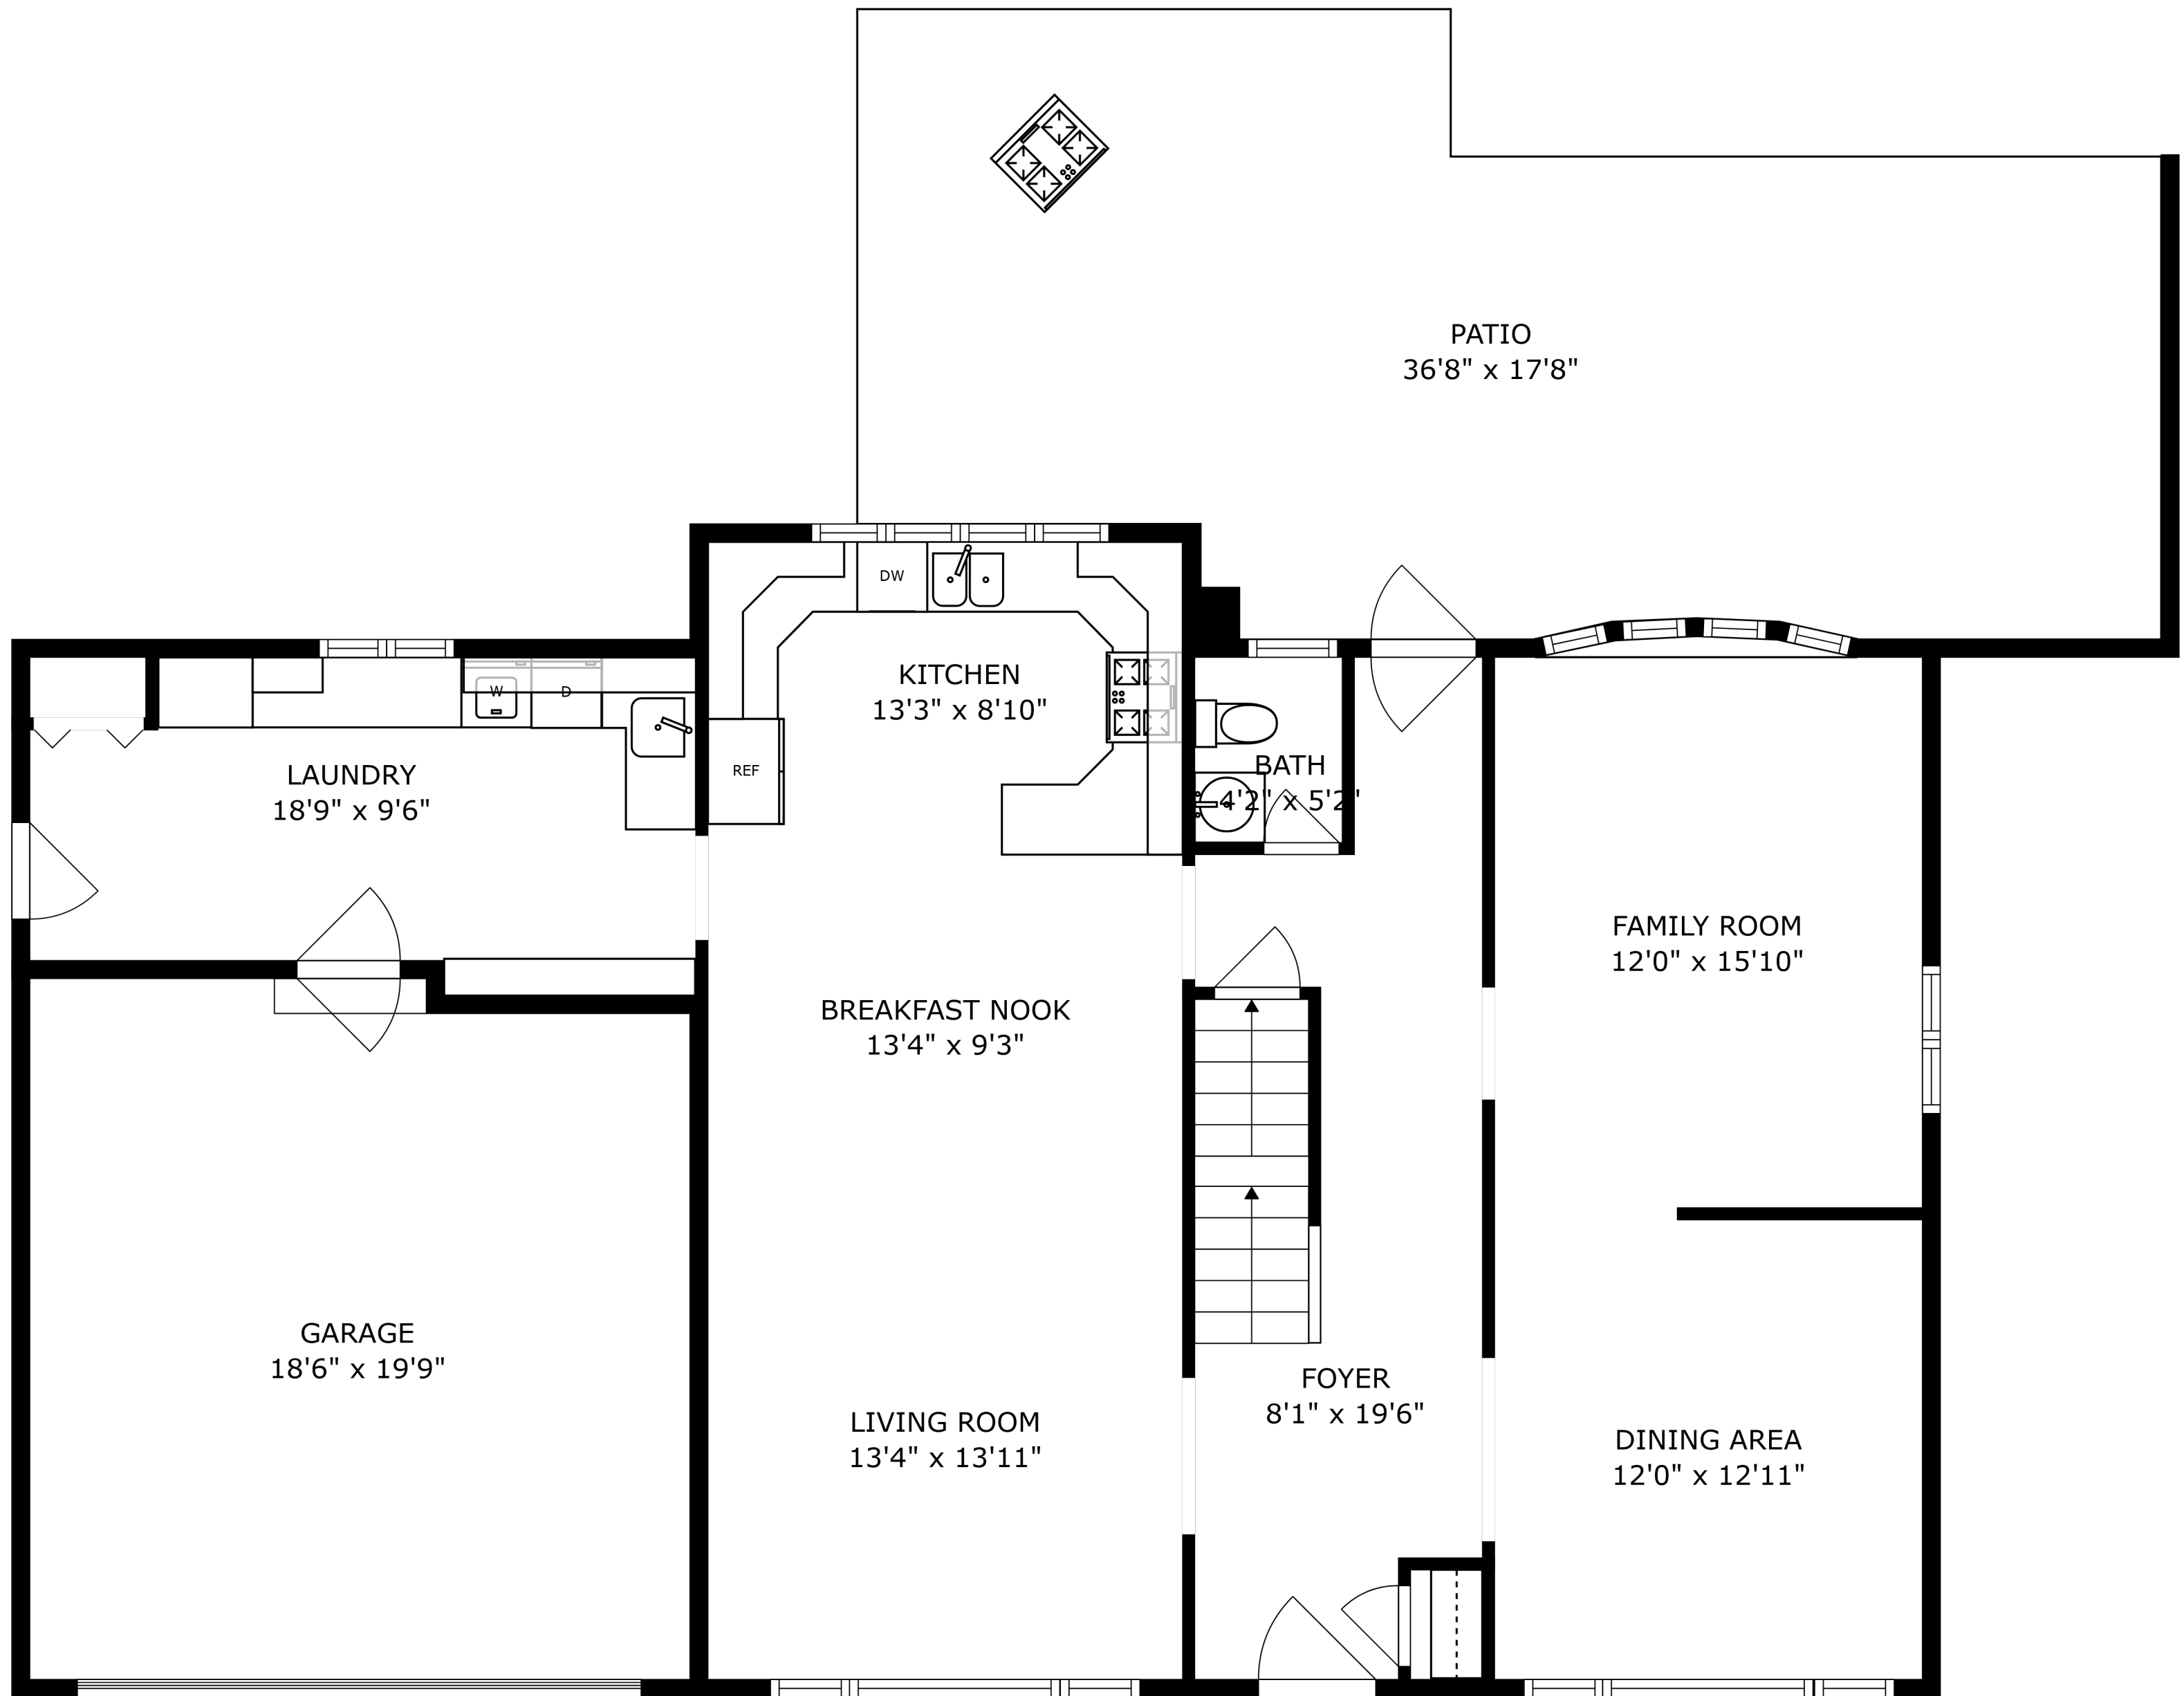 PATIO
36'8" x 17'8"
DW
KITCHEN
13'3" x 8'10"
W
D
REF
LAUNDRY
18'9" x 9'6"
BATH
4'2" x 5'2"
FAMILY ROOM
12'0" x 15'10"
BREAKFAST NOOK
13'4" x 9'3"
GARAGE
18'6" x 19'9"
FOYER
8'1" x 19'6"
LIVING ROOM
13'4" x 13'11"
DINING AREA
12'0" x 12'11"